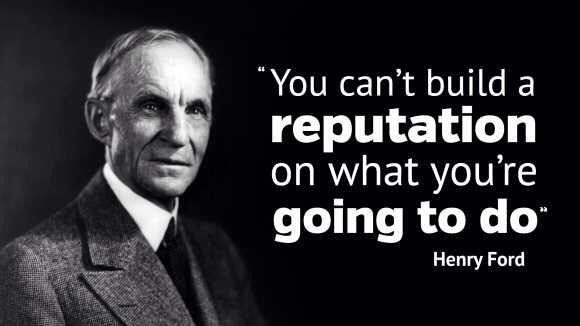 “You can’t build a
reputation
on what you’re
going to do”
Henry Ford